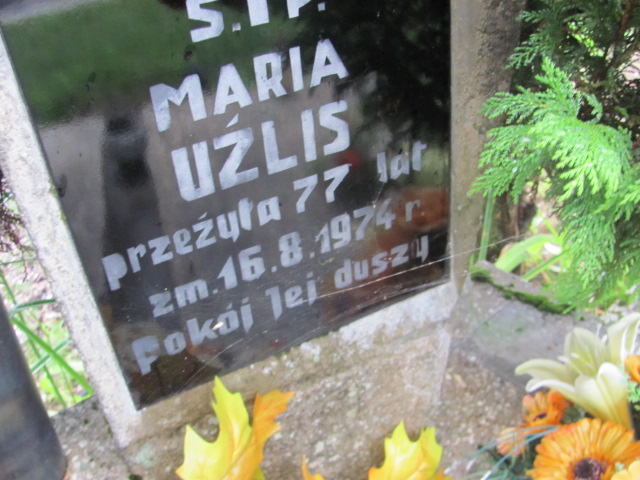 Ś.†P.
MARIA
UŹLIS
przeżyła 77 lat
zm. 16.8.1974 r
Pokój Jej duszy